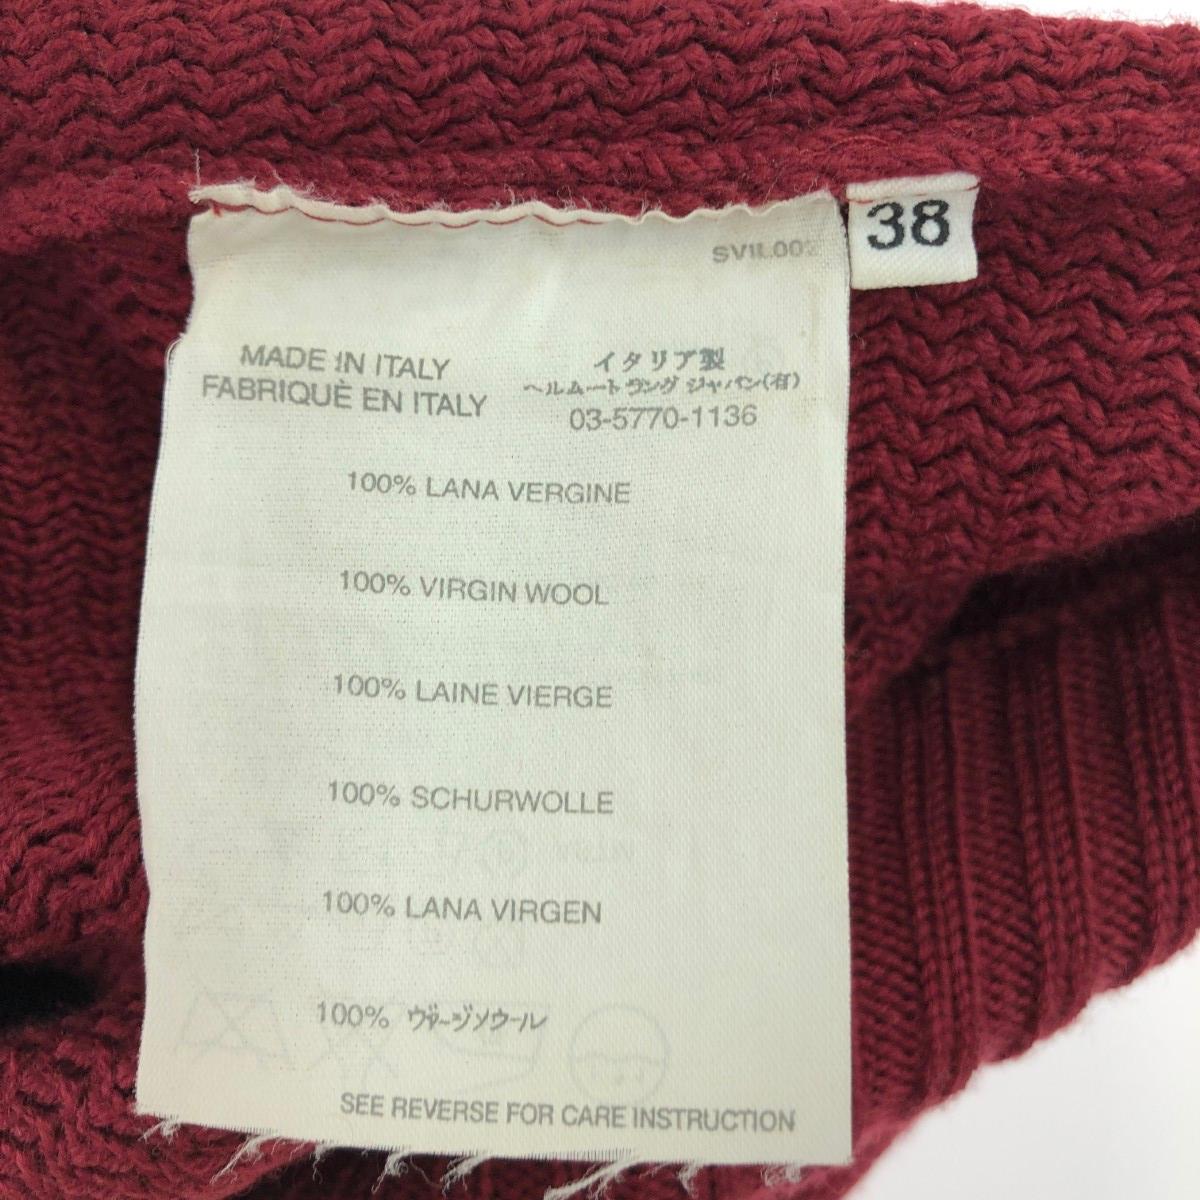 38
MADE IN ITALY
FABRIQUÈ EN ITALY
イタリア製
ヘルムート ラング ジャパン(有)
03-5770-1136
100% LANA VERGINE
100% VIRGIN WOOL
100% LAINE VIERGE
100% SCHURWOLLE
100% LANA VIRGEN
100% ヴァージンウール
SEE REVERSE FOR CARE INSTRUCTION